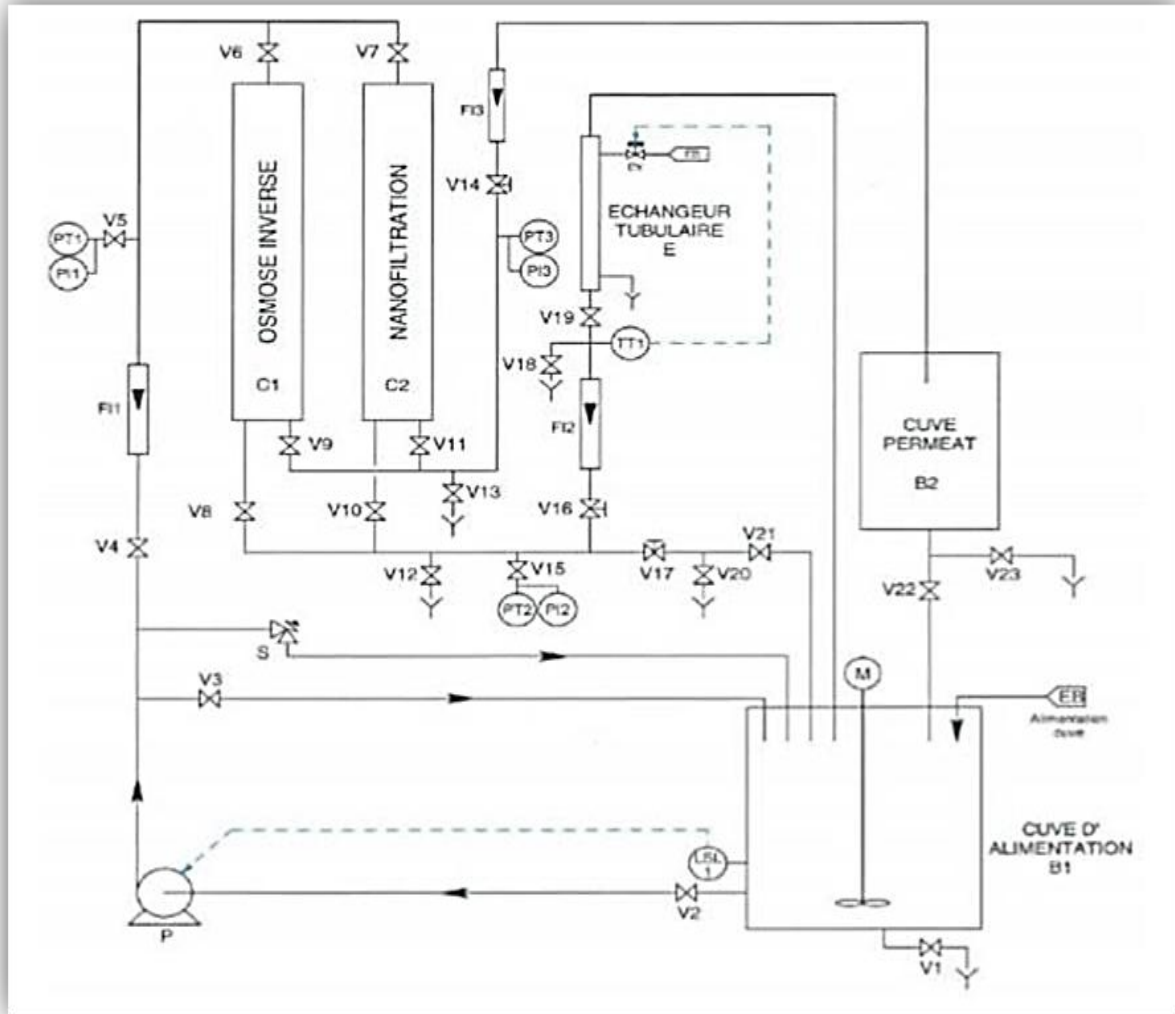 V6
V7
FI3
OSMOSE INVERSE
C1
NANOFILTRATION
C2
V14
V5
PT1
PI1
PT3
PI3
ECHANGEUR
TUBULAIRE
E
V19
V18
TT1
FI1
FI2
CUVE
PERMEAT
B2
V9
V11
V13
V8
V10
V16
V4
V21
V12
V15
V17
V20
V22
V23
PT2
PI2
S
V3
M
EB
Alimentation
cuve
CUVE D'
ALIMENTATION
B1
LSL
1
V2
P
V1